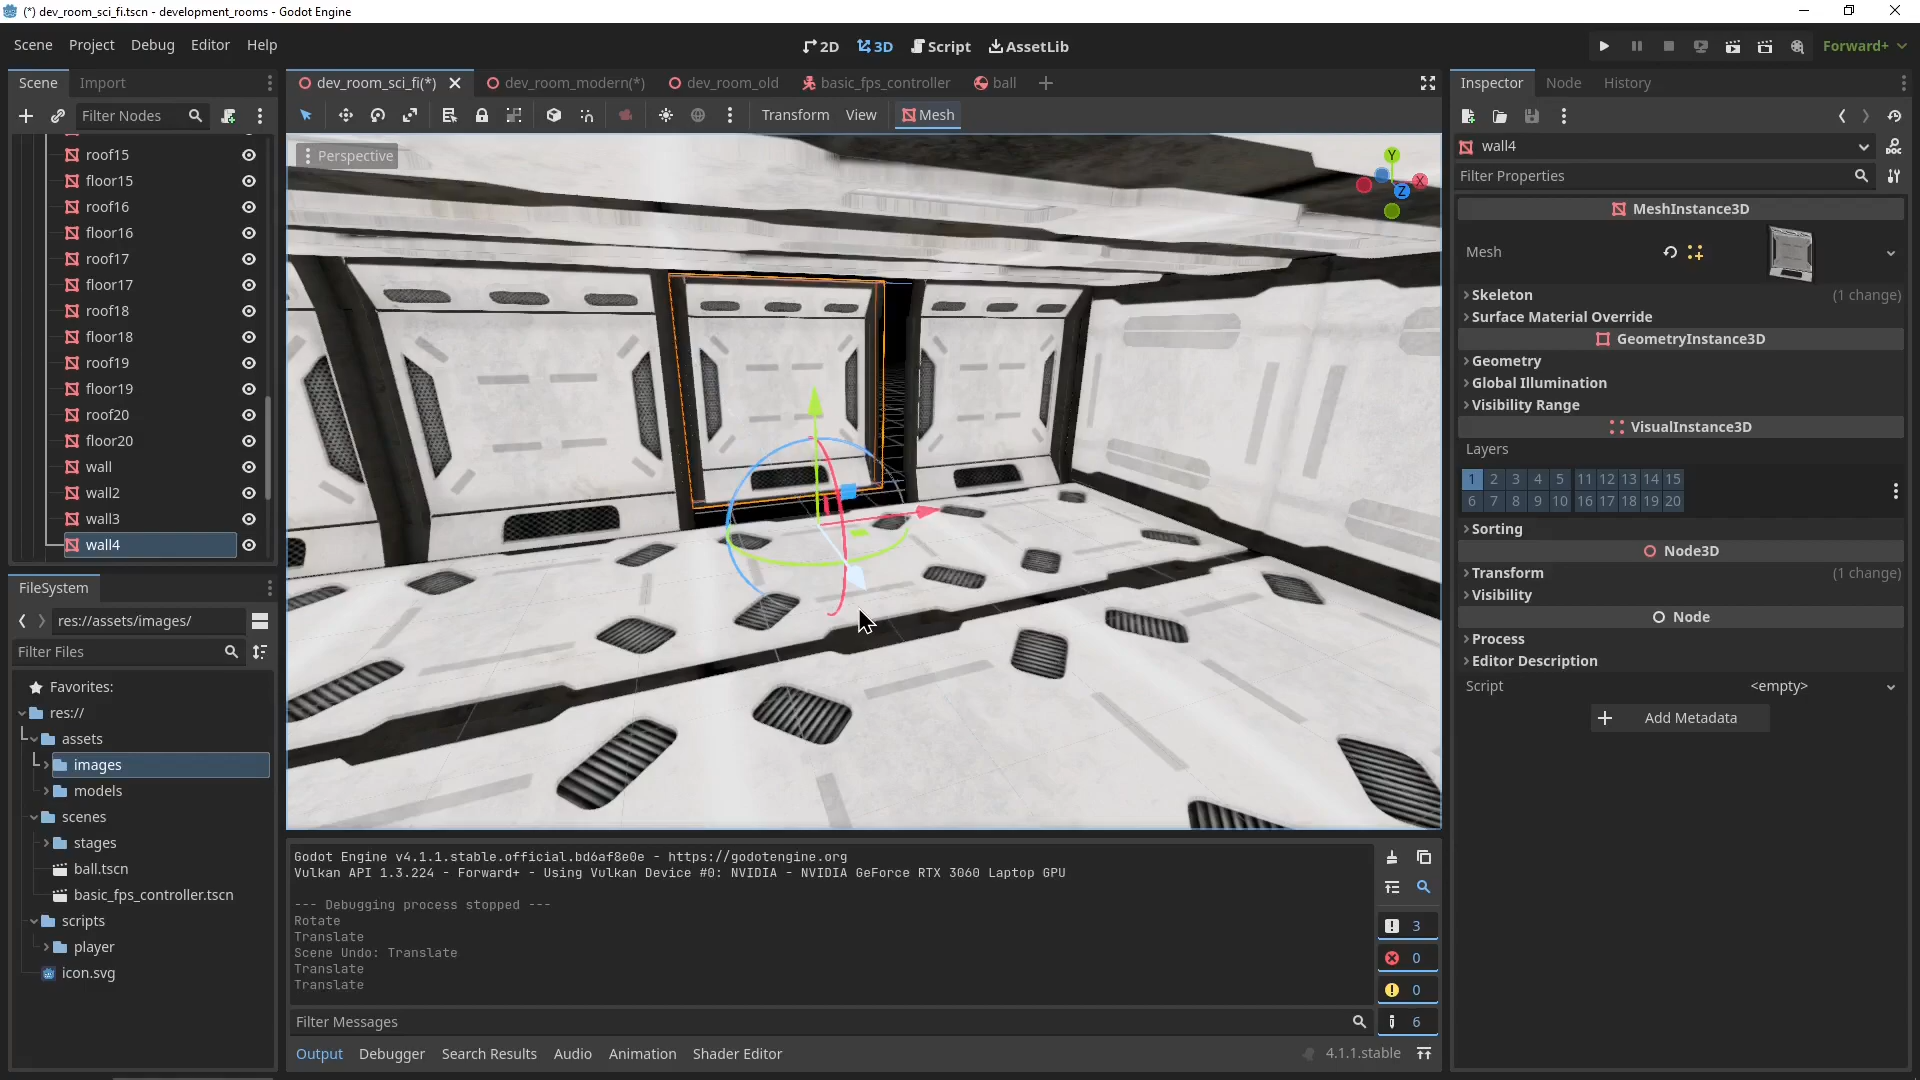 (*) dev_room_sci_fi.tscn - development_rooms - Godot Engine
Scene Project Debug Editor Help
2D 3D Script AssetLib
Forward+
Scene Import
dev_room_sci_fi(*) dev_room_modern(*) dev_room_old basic_fps_controller ball
Inspector Node History
Filter Nodes
Transform View Mesh
roof15
floor15
roof16
floor16
roof17
floor17
roof18
floor18
roof19
floor19
roof20
floor20
wall
wall2
wall3
wall4
Perspective
Y
X
Z
FileSystem
res://assets/images/
Filter Files
Favorites:
res://
assets
images
models
scenes
stages
ball.tscn
basic_fps_controller.tscn
scripts
player
icon.svg
Godot Engine v4.1.1.stable.official.bd6af8e0e - https://godotengine.org
Vulkan API 1.3.224 - Forward+ - Using Vulkan Device #0: NVIDIA - NVIDIA GeForce RTX 3060 Laptop GPU
--- Debugging process stopped ---
Rotate
Translate
Scene Undo: Translate
Translate
Translate
3
0
0
6
Filter Messages
Output Debugger Search Results Audio Animation Shader Editor
4.1.1.stable
wall4
DOC
Filter Properties
MeshInstance3D
Mesh
Skeleton (1 change)
Surface Material Override
GeometryInstance3D
Geometry
Global Illumination
Visibility Range
VisualInstance3D
Layers
1 2 3 4 5 11 12 13 14 15
6 7 8 9 10 16 17 18 19 20
Sorting
Node3D
Transform (1 change)
Visibility
Node
Process
Editor Description
Script <empty>
Add Metadata